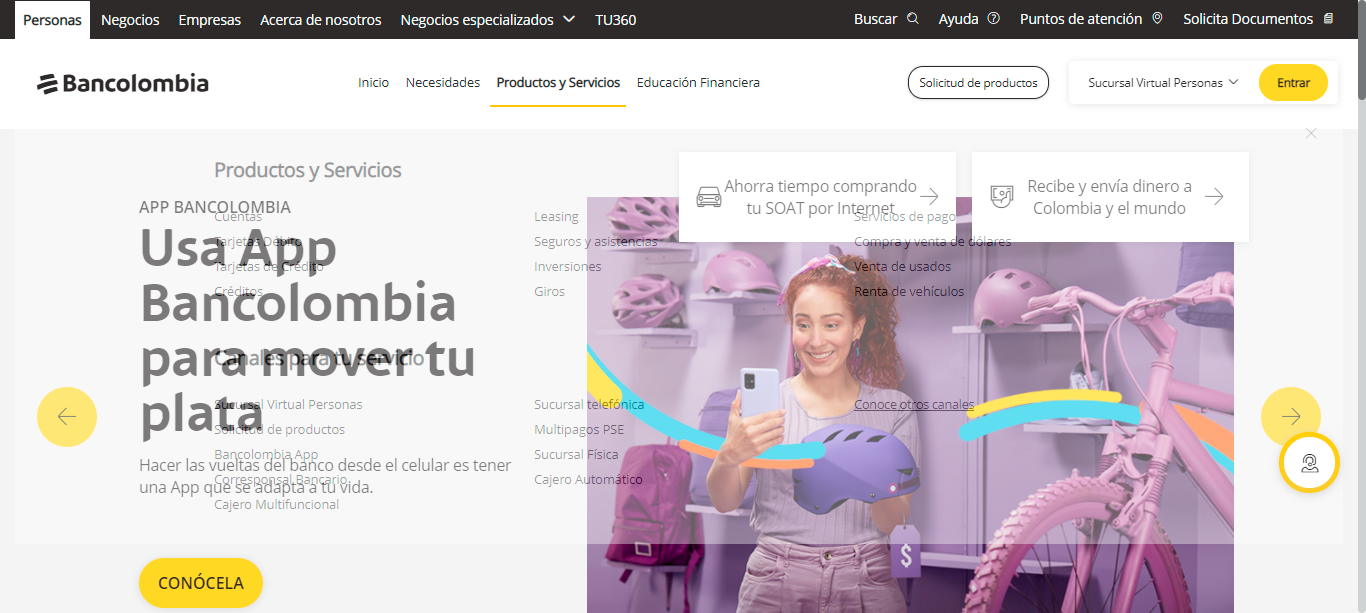 Personas Negocios Empresas Acerca de nosotros Negocios especializados TU360 Buscar Ayuda Puntos de atención Solicita Documentos
Bancolombia
Inicio Necesidades Productos y Servicios Educación Financiera Solicitud de productos Sucursal Virtual Personas Entrar
Productos y Servicios
Ahorra tiempo comprando
tu SOAT por Internet
Recibe y envía dinero a
Colombia y el mundo
APP BANCOLOMBIA
Cuentas Leasing Servicios de pago
Tarjetas Débito Seguros y asistencias Compra y venta de dólares
Tarjetas de Crédito Inversiones Venta de usados
Créditos Giros Renta de vehículos
Usa App
Bancolombia
para mover tu
plata
Canales para tu servicio
Sucursal Virtual Personas Sucursal telefónica Conoce otros canales
Solicitud de productos Multipagos PSE
Bancolombia App Sucursal Física
Corresponsal Bancario Cajero Automático
Cajero Multifuncional
Hacer las vueltas del banco desde el celular es tener
una App que se adapta a tu vida.
$
CONÓCELA